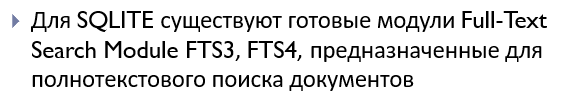 Для SQLITE существуют готовые модули Full-Text
Search Module FTS3, FTS4, предназначенные для
полнотекстового поиска документов